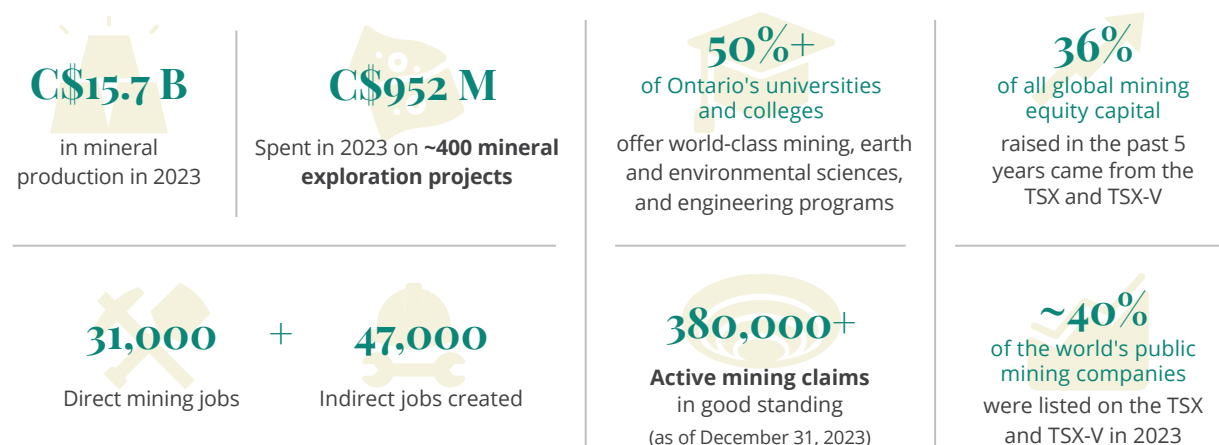 C$15.7 B
in mineral
production in 2023
C$952 M
Spent in 2023 on ~400 mineral
exploration projects
50%+
of Ontario's universities
and colleges
offer world-class mining, earth
and environmental sciences,
and engineering programs
36%
of all global mining
equity capital
raised in the past 5
years came from the
TSX and TSX-V
31,000
Direct mining jobs
+
47,000
Indirect jobs created
380,000+
Active mining claims
in good standing
(as of December 31, 2023)
~40%
of the world's public
mining companies
were listed on the TSX
and TSX-V in 2023